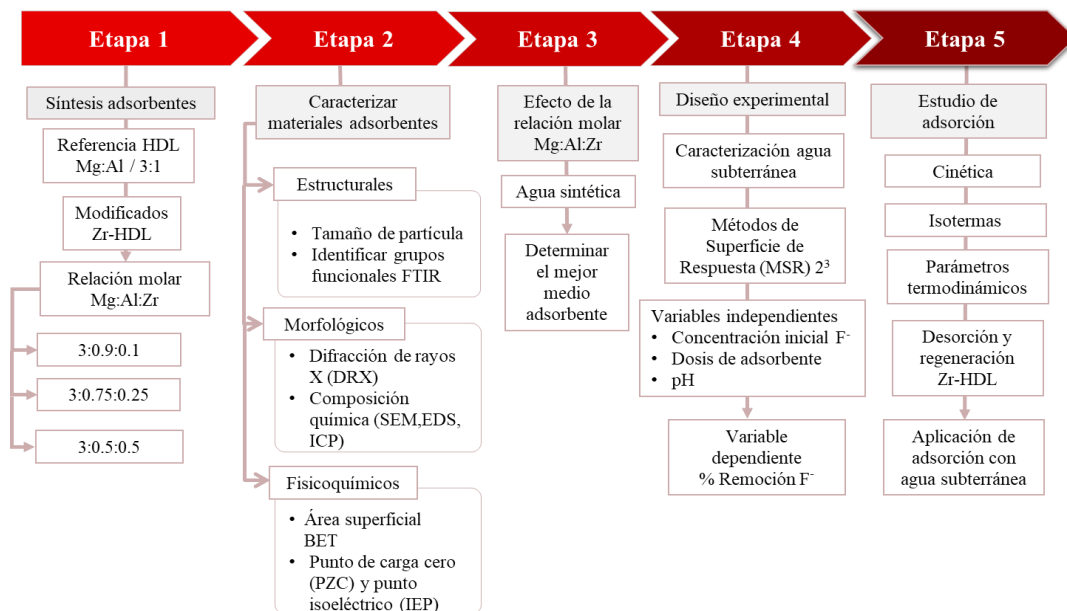 Etapa 1
Etapa 2
Etapa 3
Etapa 4
Etapa 5
Síntesis adsorbentes
Referencia HDL
Mg:Al / 3:1
Modificados
Zr-HDL
Relación molar
Mg:Al:Zr
3:0.9:0.1
3:0.75:0.25
3:0.5:0.5
Caracterizar
materiales adsorbentes
Estructurales
• Tamaño de partícula
• Identificar grupos
funcionales FTIR
Morfológicos
• Difracción de rayos
X (DRX)
• Composición
química (SEM,EDS,
ICP)
Fisicoquímicos
• Área superficial
BET
• Punto de carga cero
(PZC) y punto
isoeléctrico (IEP)
Efecto de la
relación molar
Mg:Al:Zr
Agua sintética
Determinar
el mejor
medio
adsorbente
Diseño experimental
Caracterización agua
subterránea
Métodos de
Superficie de
Respuesta (MSR) 2³
Variables independientes
• Concentración inicial F⁻
• Dosis de adsorbente
• pH
Variable
dependiente
% Remoción F⁻
Estudio de
adsorción
Cinética
Isotermas
Parámetros
termodinámicos
Desorción y
regeneración
Zr-HDL
Aplicación de
adsorción con
agua subterránea